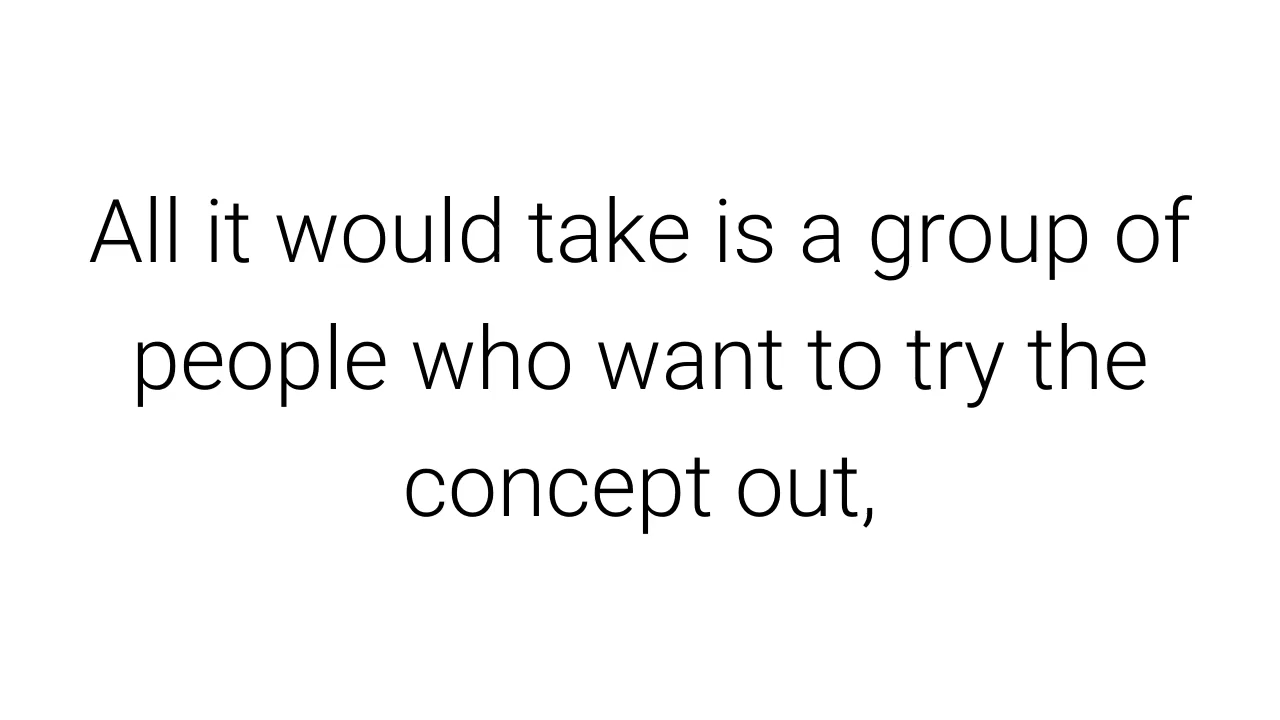 All it would take is a group of
people who want to try the
concept out,